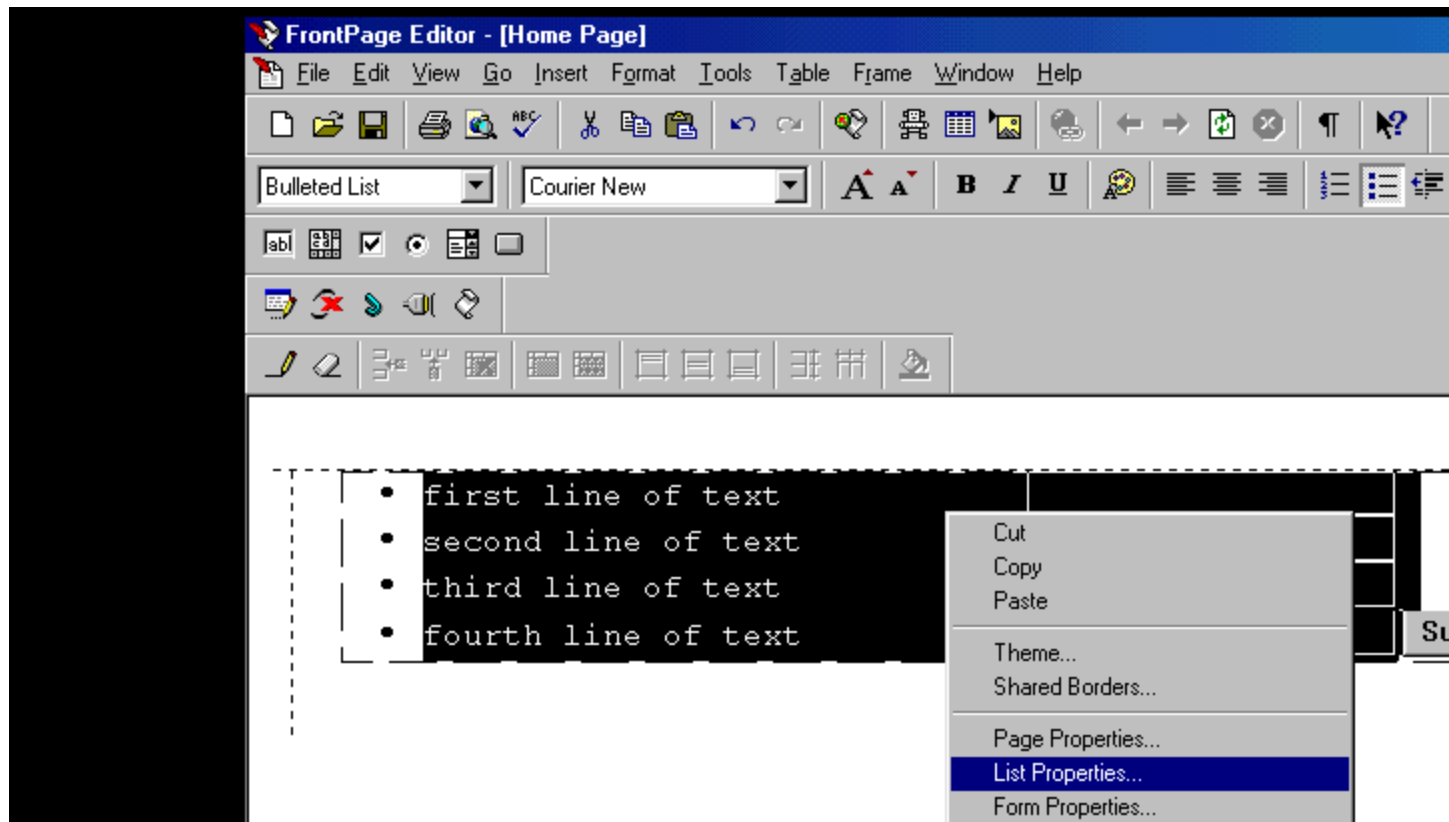 FrontPage Editor - [Home Page]
File Edit View Go Insert Format Tools Table Frame Window Help
ABC
Bulleted List Courier New A A B I U
abl
first line of text
second line of text
third line of text
fourth line of text
Cut
Copy
Paste
Theme...
Shared Borders...
Page Properties...
List Properties...
Form Properties...